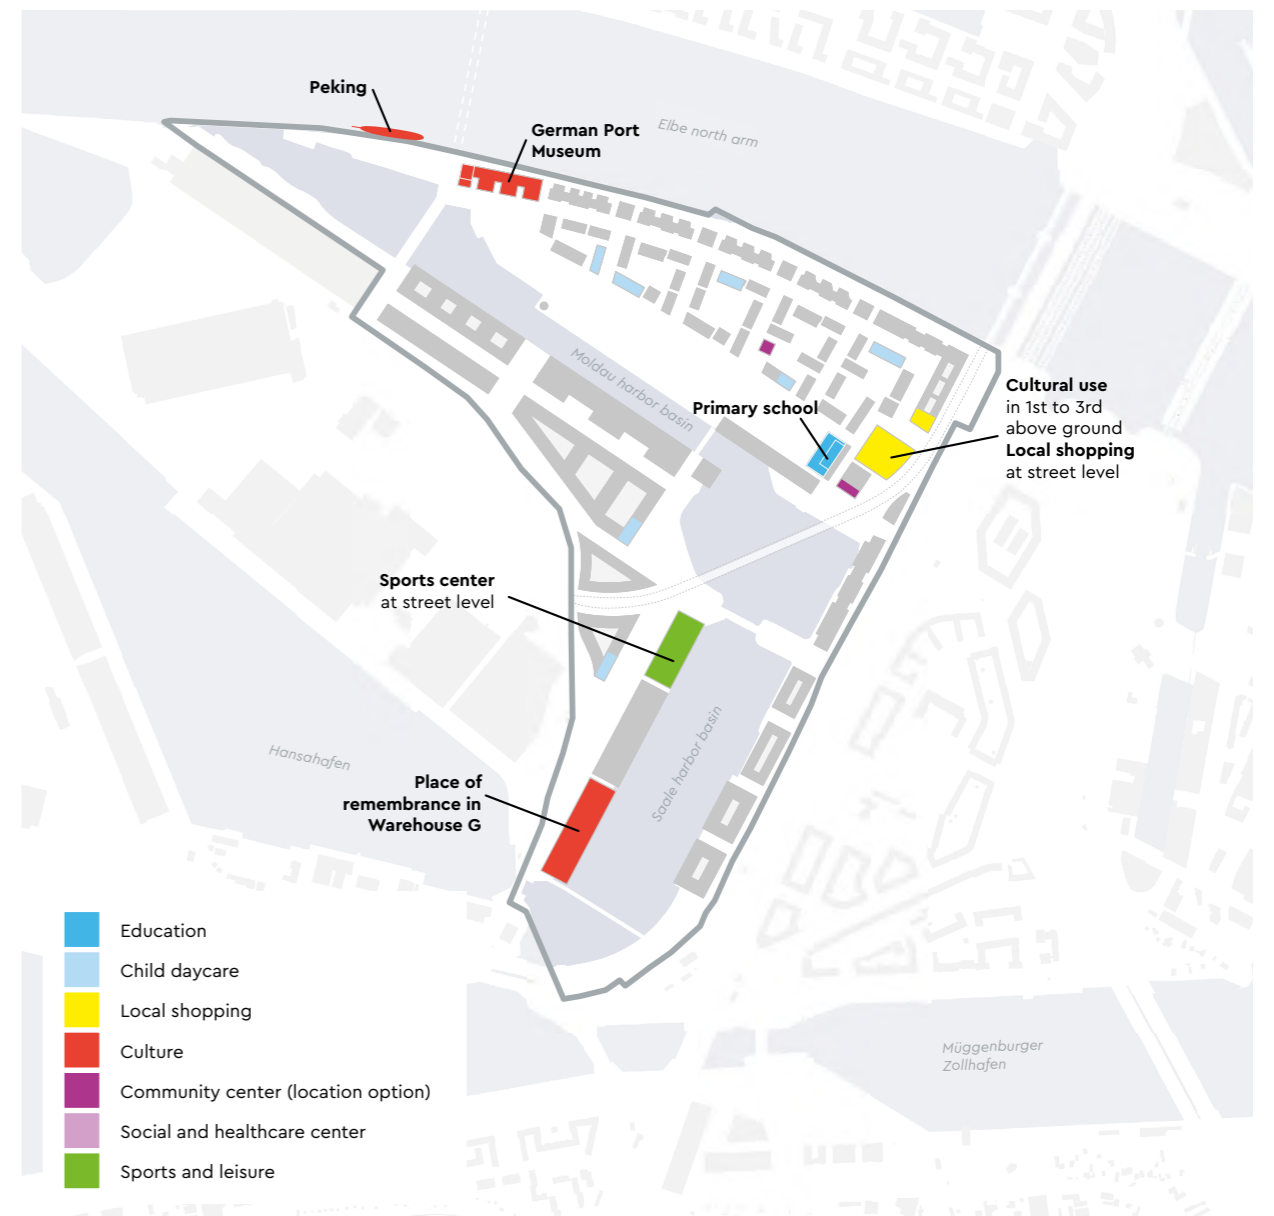 Peking
German Port
Museum
Elbe north arm
Moldau harbor basin
Cultural use
in 1st to 3rd
above ground
Local shopping
at street level
Primary school
Sports center
at street level
Saale harbor basin
Hansahafen
Place of
remembrance in
Warehouse G
Education
Child daycare
Local shopping
Culture
Community center (location option)
Social and healthcare center
Sports and leisure
Müggenburger
Zollhafen